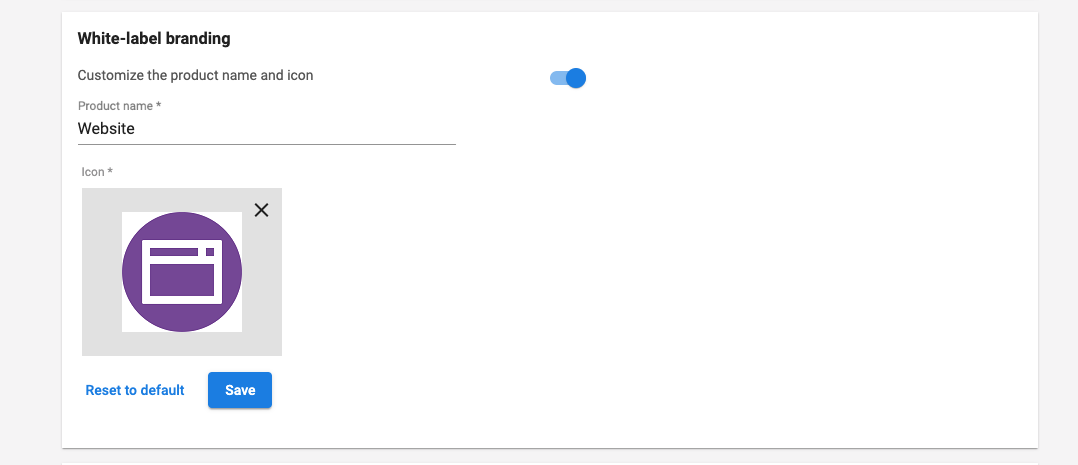 White-label branding
Customize the product name and icon
Product name *
Website
Icon *
Reset to default
Save